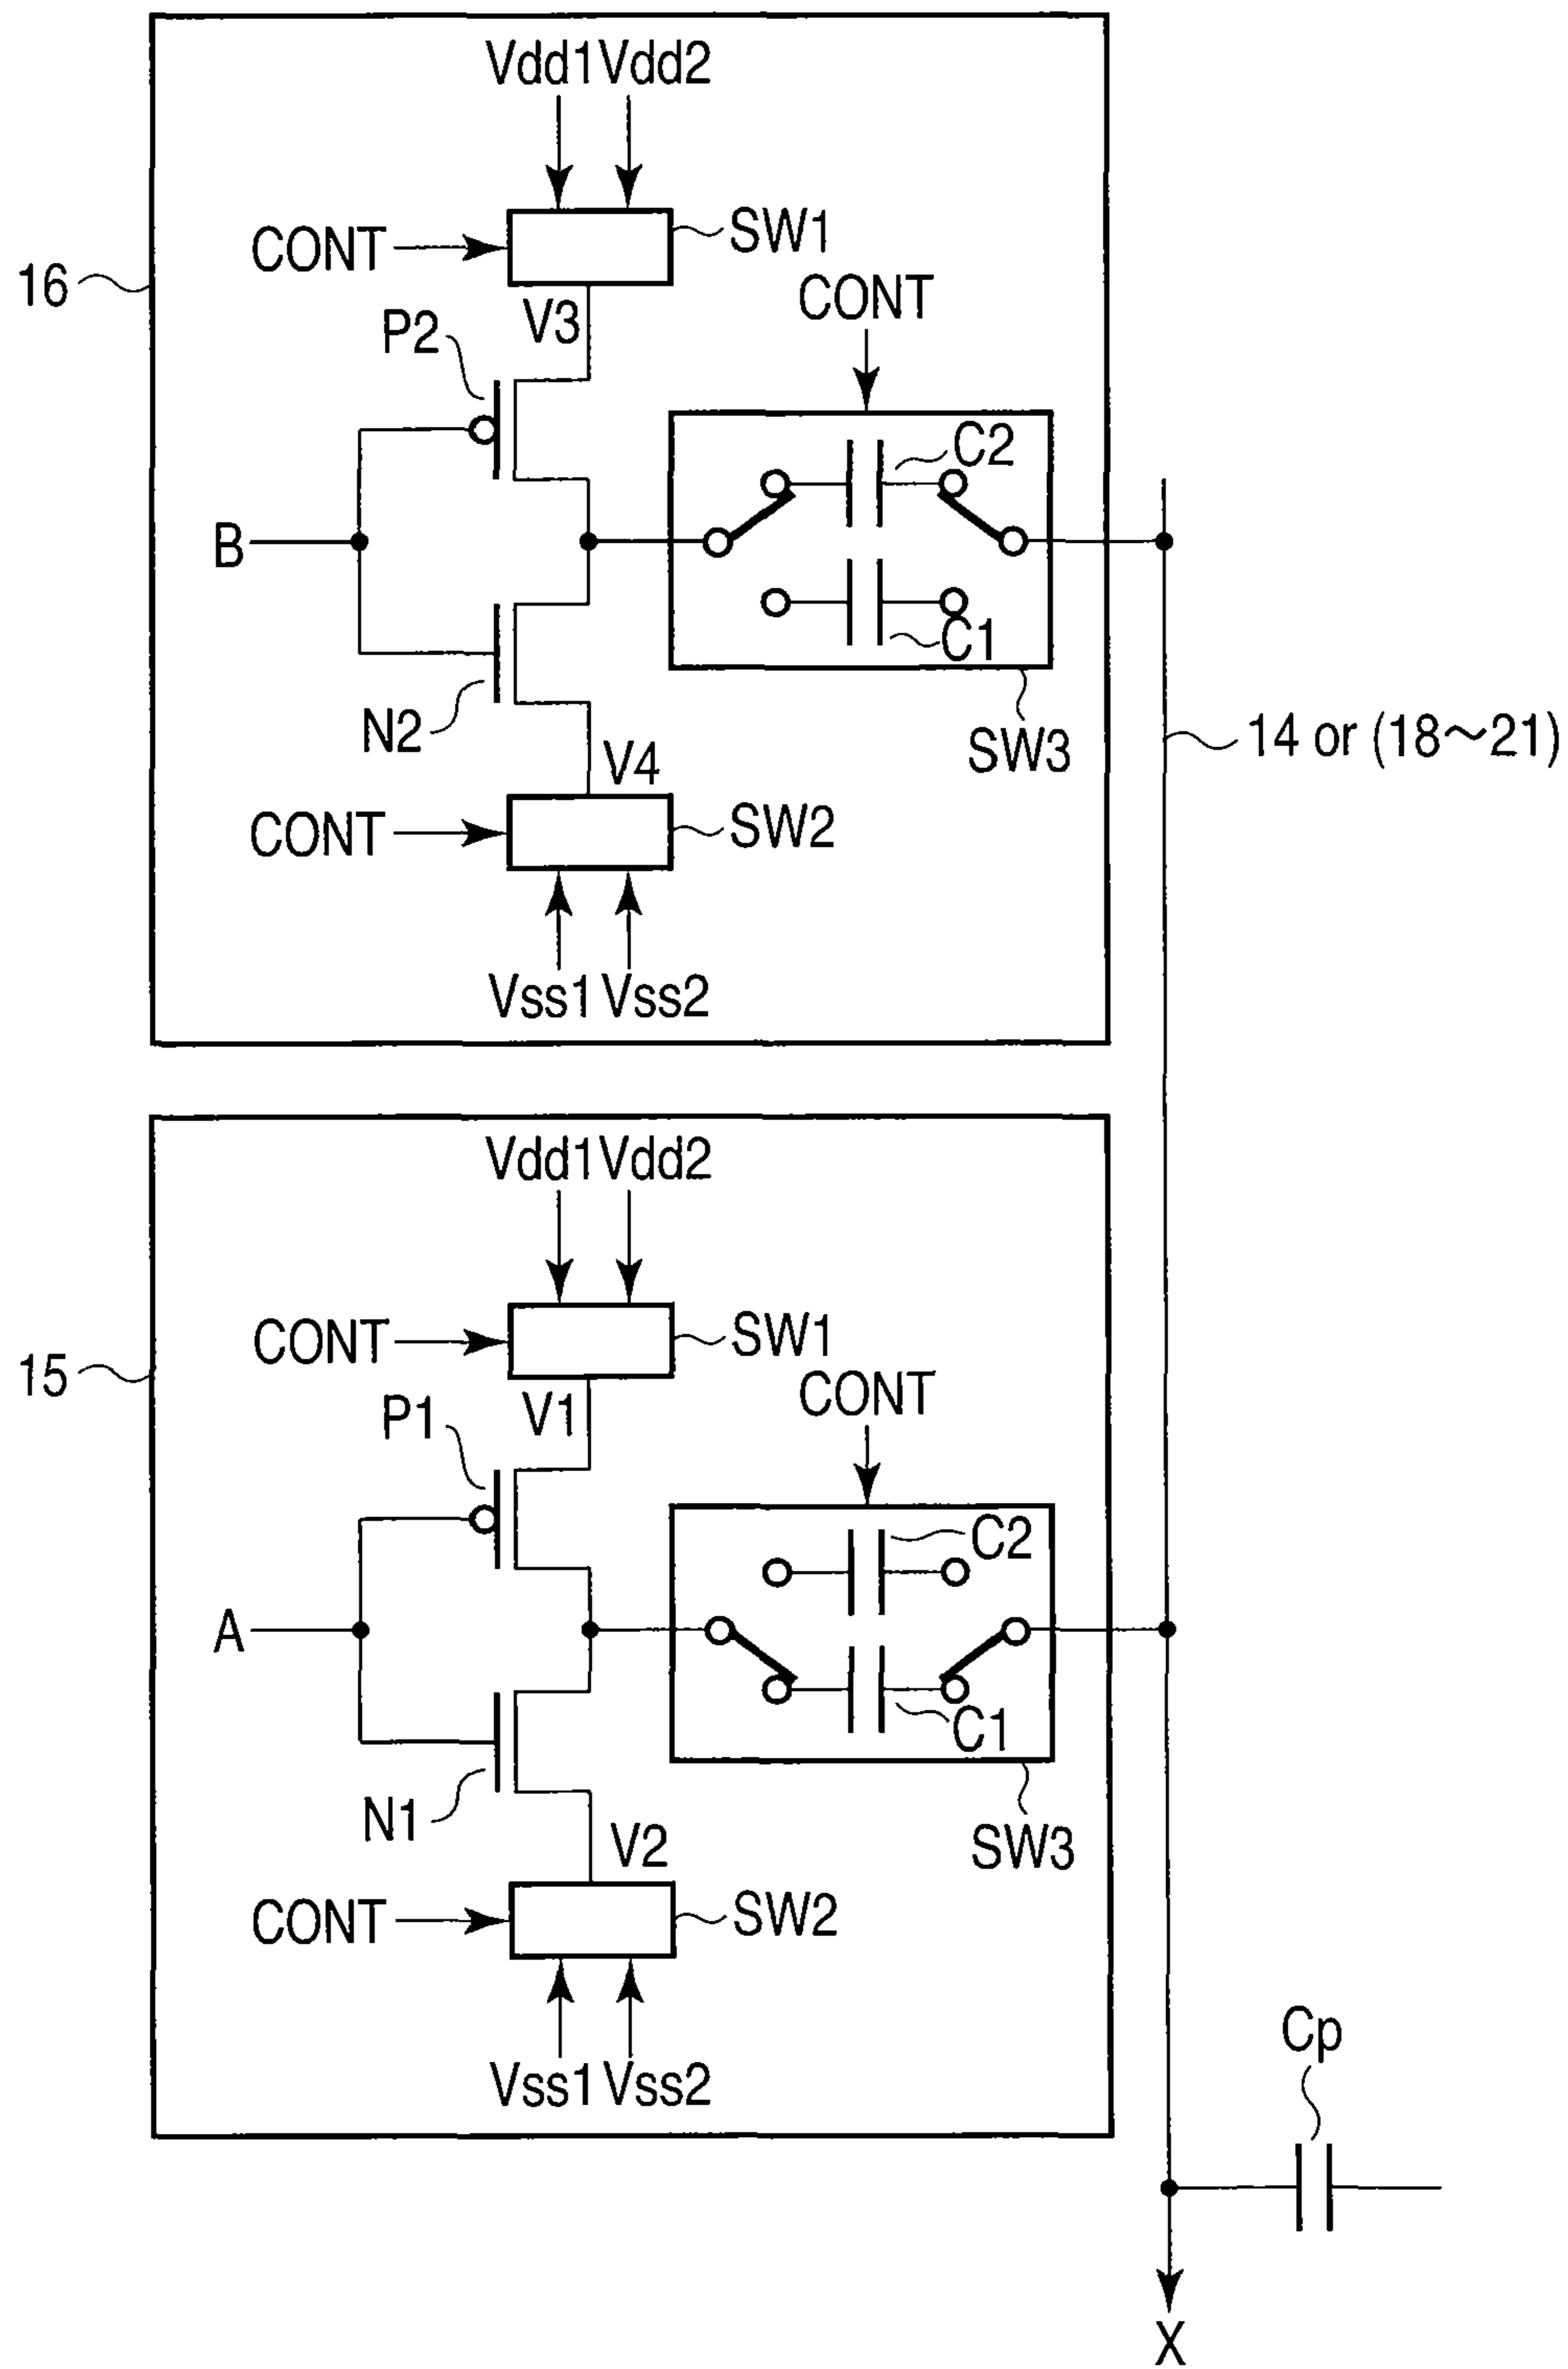 Vdd1 Vdd2
CONT
SW1
16
CONT
V3
P2
C2
B
C1
N2
SW3
14 or (18～21)
V4
CONT
SW2
Vss1 Vss2
Vdd1 Vdd2
CONT
SW1
15
CONT
V1
P1
C2
A
C1
N1
SW3
V2
CONT
SW2
Vss1 Vss2
Cp
X